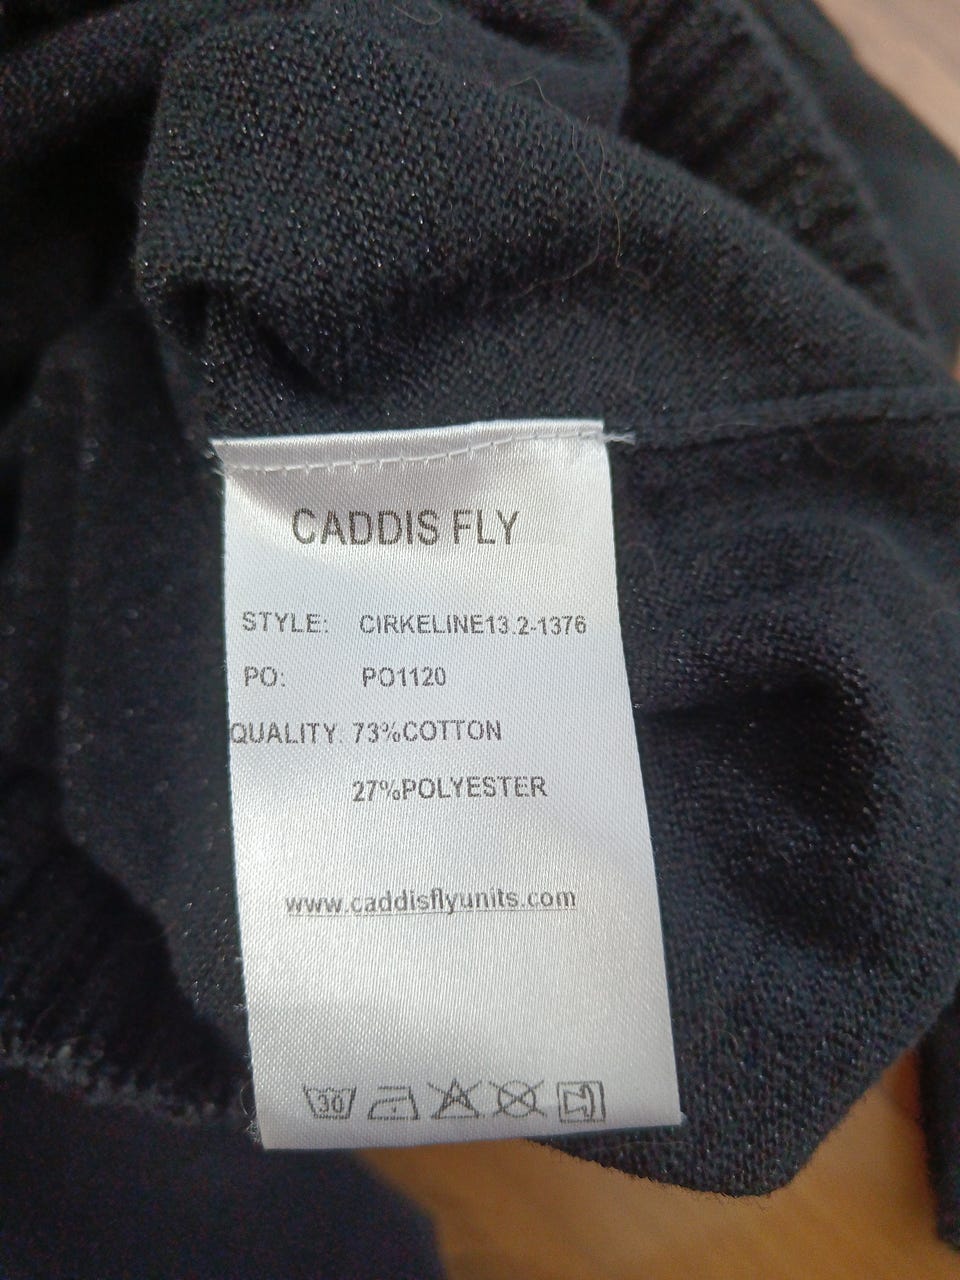 CADDIS FLY
STYLE: CIRKELINE13.2-1376
PO: PO1120
QUALITY: 73%COTTON
27%POLYESTER
www.caddisflyunits.com
30